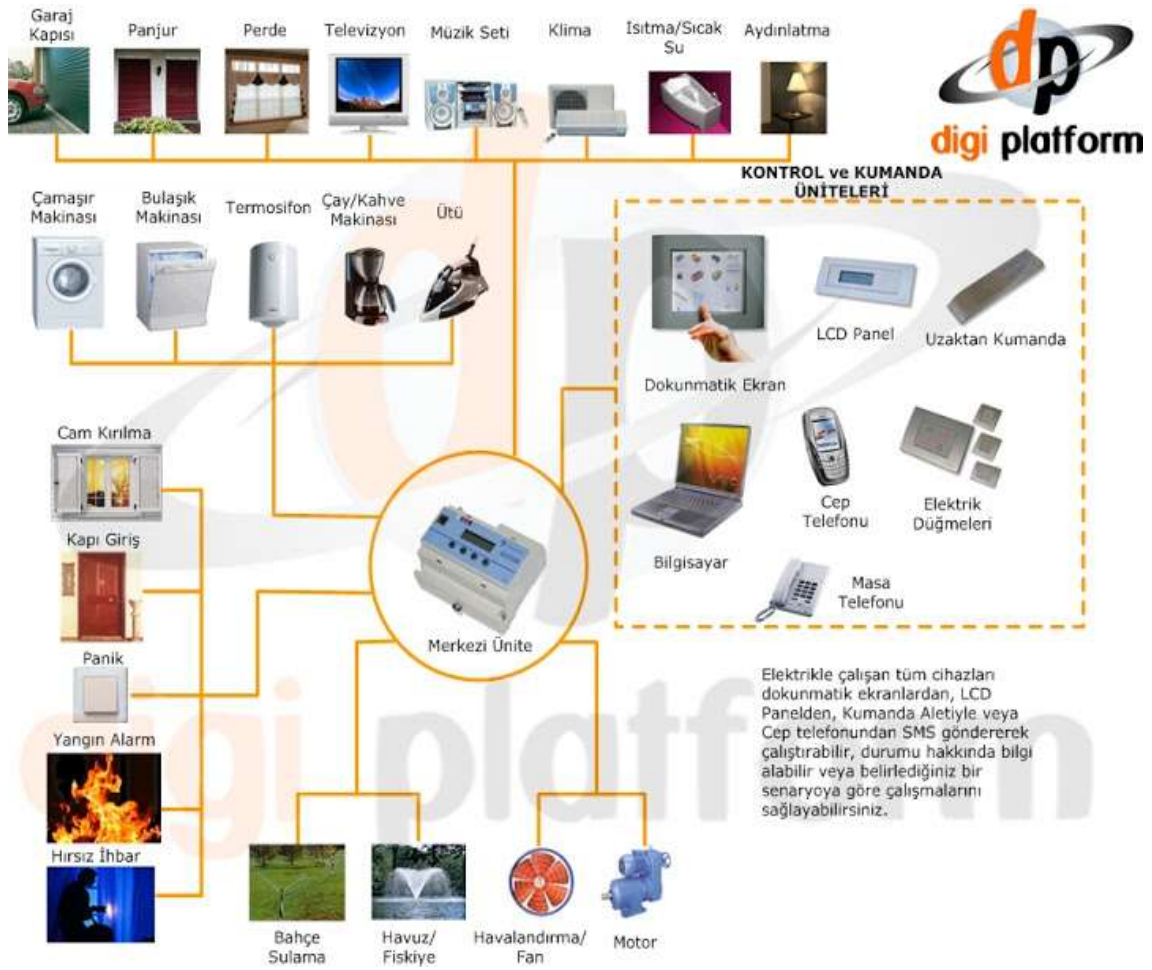 Garaj
Kapısı
Panjur
Perde
Televizyon
Müzik Seti
Klima
Isıtma/Sıcak
Su
Aydınlatma
dp
digi platform
KONTROL ve KUMANDA
ÜNİTELERİ
Çamaşır
Makinası
Bulaşık
Makinası
Termosifon
Çay/Kahve
Makinası
Ütü
LCD Panel
Uzaktan Kumanda
Dokunmatik Ekran
Cam Kırılma
Cep
Telefonu
Elektrik
Düğmeleri
Kapı Giriş
Bilgisayar
Masa
Telefonu
Merkezi Ünite
Panik
Elektrikle çalışan tüm cihazları
dokunmatik ekranlardan, LCD
Panelden, Kumanda Aletiyle veya
Cep telefonundan SMS göndererek
çalıştırabilir, durumu hakkında bilgi
alabilir veya belirlediğiniz bir
senaryoya göre çalışmalarını
sağlayabilirsiniz.
Yangın Alarm
Hırsız İhbar
Bahçe
Sulama
Havuz/
Fiskiye
Havalandırma/
Fan
Motor
dp
digi platform